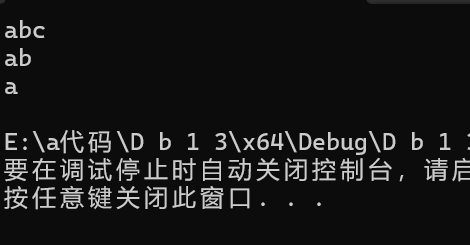 abc
ab
a
E:\a代码\D b 1 3\x64\Debug\D b 1
要在调试停止时自动关闭控制台，请启
按任意键关闭此窗口. . .